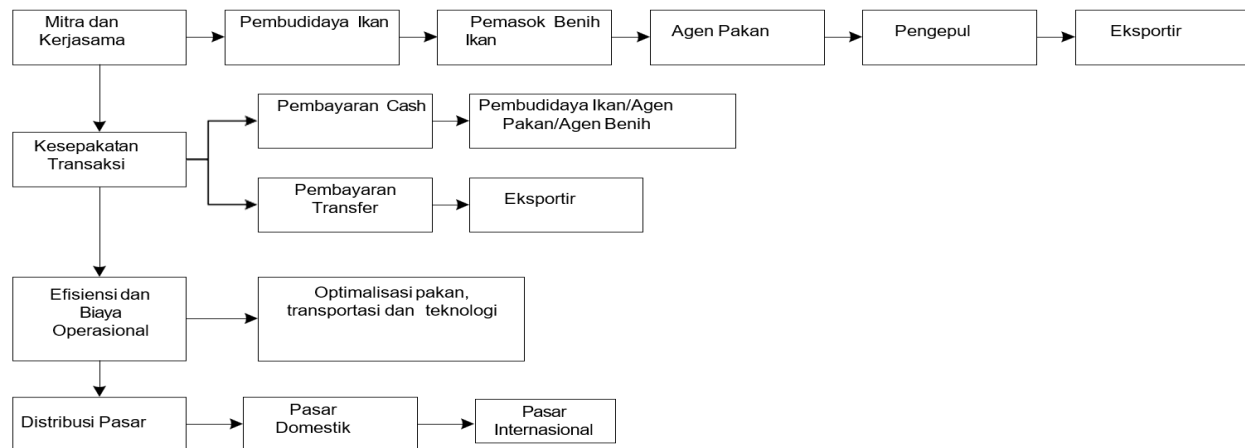 Mitra dan
Kerjasama
Pembudidaya Ikan
Pemasok Benih
Ikan
Agen Pakan
Pengepul
Eksportir
Kesepakatan
Transaksi
Pembayaran Cash
Pembudidaya Ikan/Agen
Pakan/Agen Benih
Pembayaran
Transfer
Eksportir
Efisiensi dan
Biaya
Operasional
Optimalisasi pakan,
transportasi dan teknologi
Distribusi Pasar
Pasar
Domestik
Pasar
Internasional